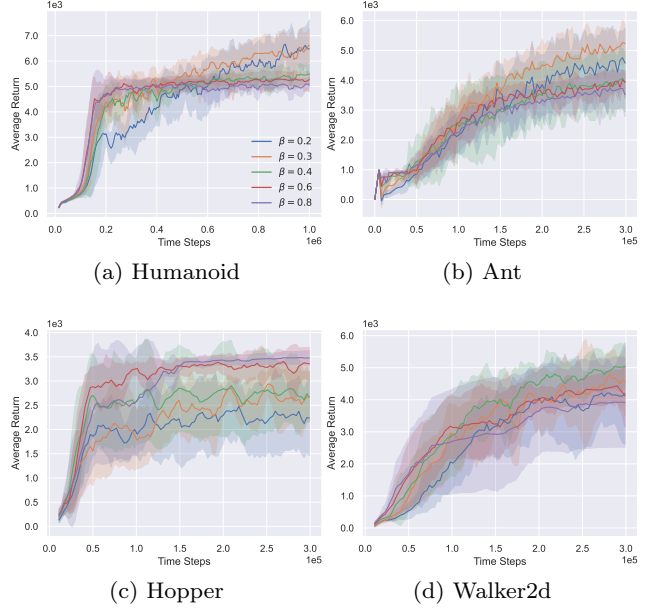 1e3
7.0
6.0
5.0
4.0
3.0
2.0
1.0
0.0
Average Return
β = 0.2
β = 0.3
β = 0.4
β = 0.6
β = 0.8
0.0 0.2 0.4 0.6 0.8 1.0
Time Steps
1e6
(a) Humanoid
1e3
6.0
5.0
4.0
3.0
2.0
1.0
0.0
Average Return
0.0 0.5 1.0 1.5 2.0 2.5 3.0
Time Steps
1e5
(b) Ant
1e3
4.0
3.5
3.0
2.5
2.0
1.5
1.0
0.5
0.0
Average Return
0.0 0.5 1.0 1.5 2.0 2.5 3.0
Time Steps
1e5
(c) Hopper
1e3
6.0
5.0
4.0
3.0
2.0
1.0
0.0
Average Return
0.0 0.5 1.0 1.5 2.0 2.5 3.0
Time Steps
1e5
(d) Walker2d